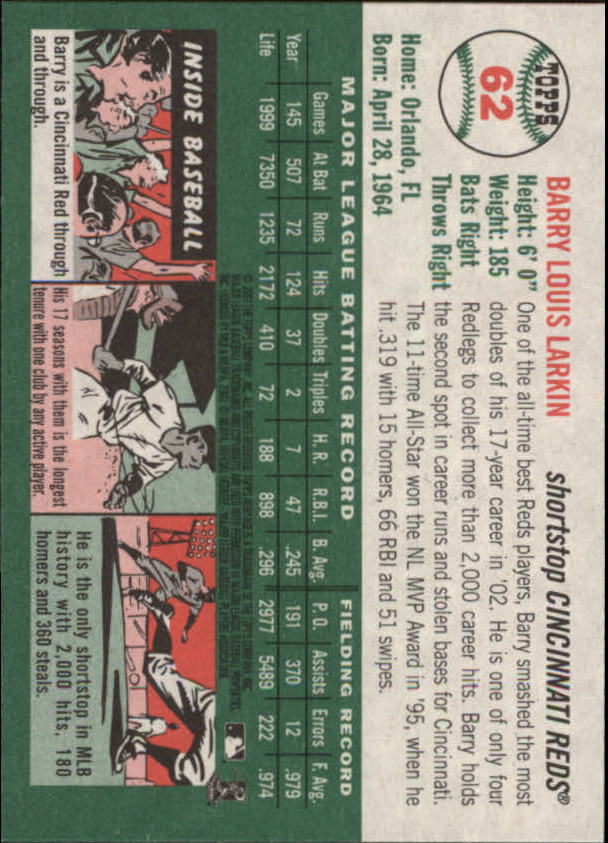 TOPPS
62
BARRY LOUIS LARKIN
shortstop CINCINNATI REDS®
Height: 6' 0"
Weight: 185
Bats Right
Throws Right
Home: Orlando, FL
Born: April 28, 1964
One of the all-time best Reds players, Barry smashed the most
doubles of his 17-year career in '02. He is one of only four
Redlegs to collect more than 2,000 career hits. Barry holds
the second spot in career runs and stolen bases for Cincinnati.
The 11-time All-Star won the NL MVP Award in '95, when he
hit .319 with 15 homers, 66 RBI and 51 swipes.
MAJOR LEAGUE BATTING RECORD FIELDING RECORD
Games At Bat Runs Hits Doubles Triples H. R. R.B.I. B. Avg. P. O. Assists Errors F. Avg.
Year 145 507 72 124 37 2 7 47 .245 191 370 12 .979
Life 1999 7350 1235 2172 410 72 188 898 .296 2977 5489 222 .974
INSIDE BASEBALL
Barry is a Cincinnati Red through
and through.
His 17 seasons with them is the longest
tenure with one club by any active player.
He is the only shortstop in MLB
history with 2,000 hits, 180
homers and 360 steals.